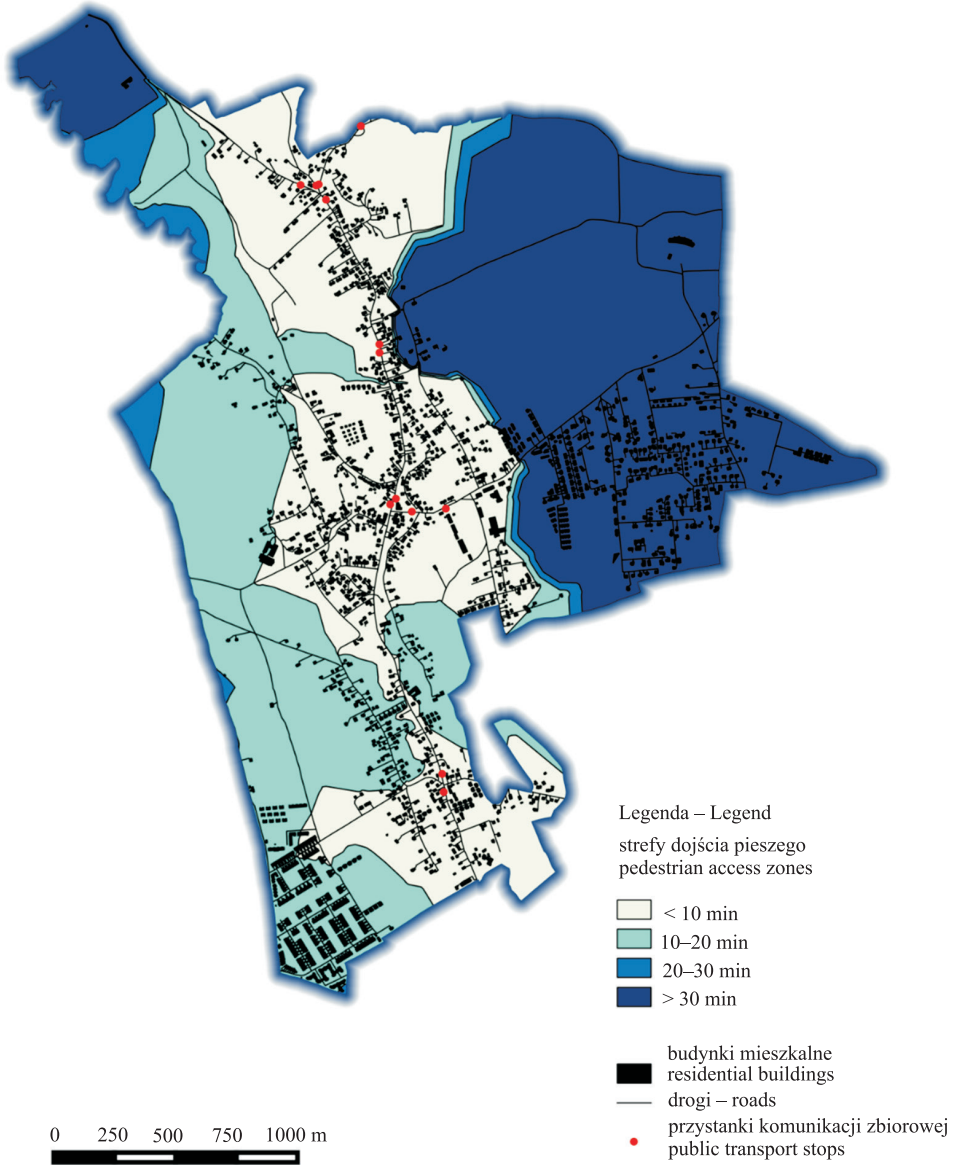 Legenda – Legend
strefy dojścia pieszego
pedestrian access zones
< 10 min
10–20 min
20–30 min
> 30 min
budynki mieszkalne
residential buildings
drogi – roads
przystanki komunikacji zbiorowej
public transport stops
0 250 500 750 1000 m